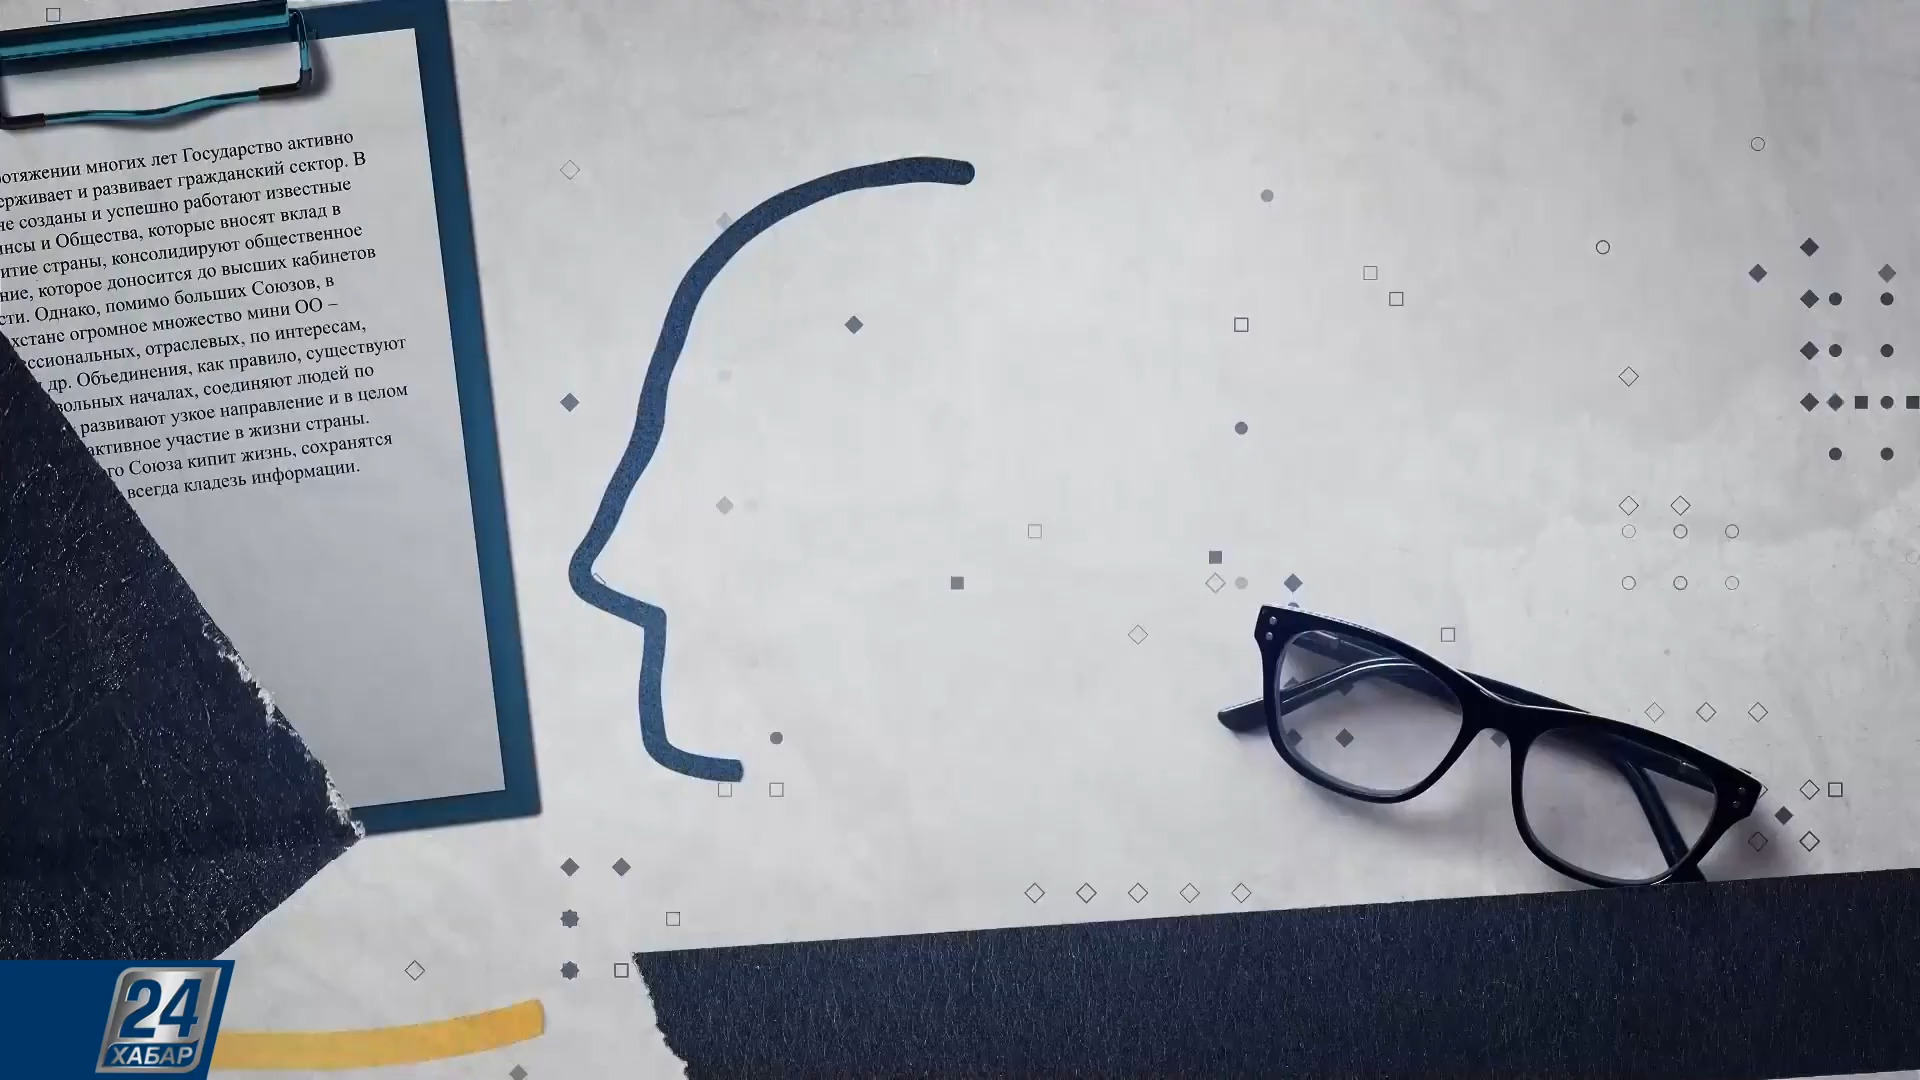 отяжении многих лет Государство активно
ерживает и развивает гражданский сектор. В
не созданы и успешно работают известные
нсы и Общества, которые вносят вклад в
итие страны, консолидируют общественное
ние, которое доносится до высших кабинетов
сти. Однако, помимо больших Союзов, в
хстане огромное множество мини ОО –
ссиональных, отраслевых, по интересам,
др. Объединения, как правило, существуют
вольных началах, соединяют людей по
развивают узкое направление и в целом
активное участие в жизни страны.
го Союза кипит жизнь, сохранятся
всегда кладезь информации.
24
ХАБАР